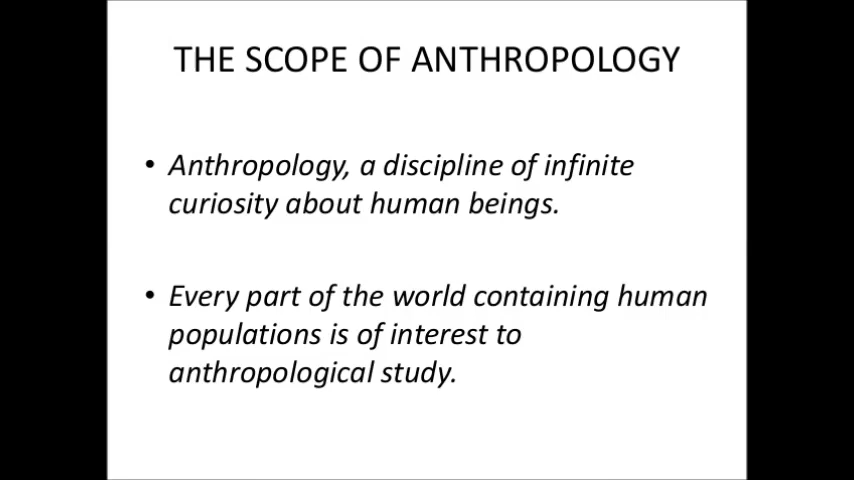 THE SCOPE OF ANTHROPOLOGY
• Anthropology, a discipline of infinite
curiosity about human beings.
• Every part of the world containing human
populations is of interest to
anthropological study.